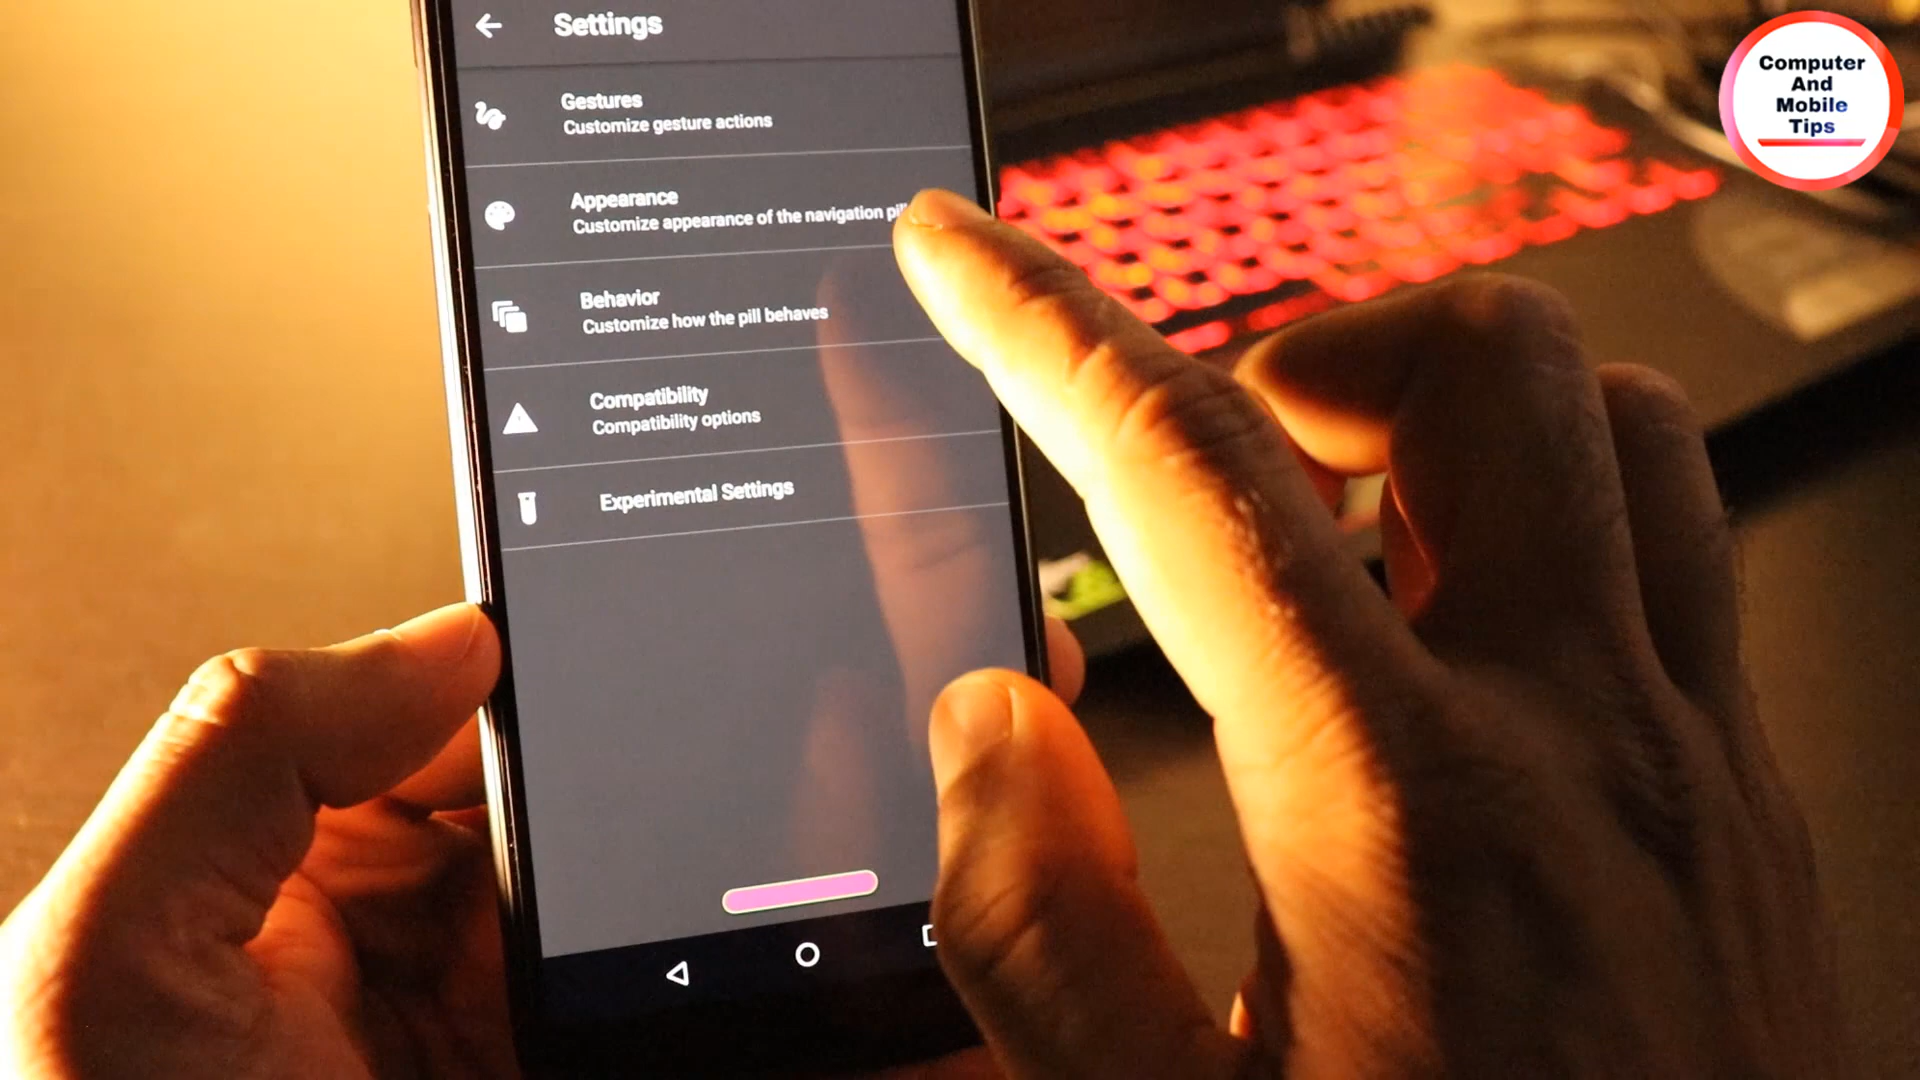 Settings
Gestures
Customize gesture actions
Appearance
Customize appearance of the navigation
Behavior
Customize how the pill behaves
Compatibility
Compatibility options
Experimental Settings
Computer
And
Mobile
Tips